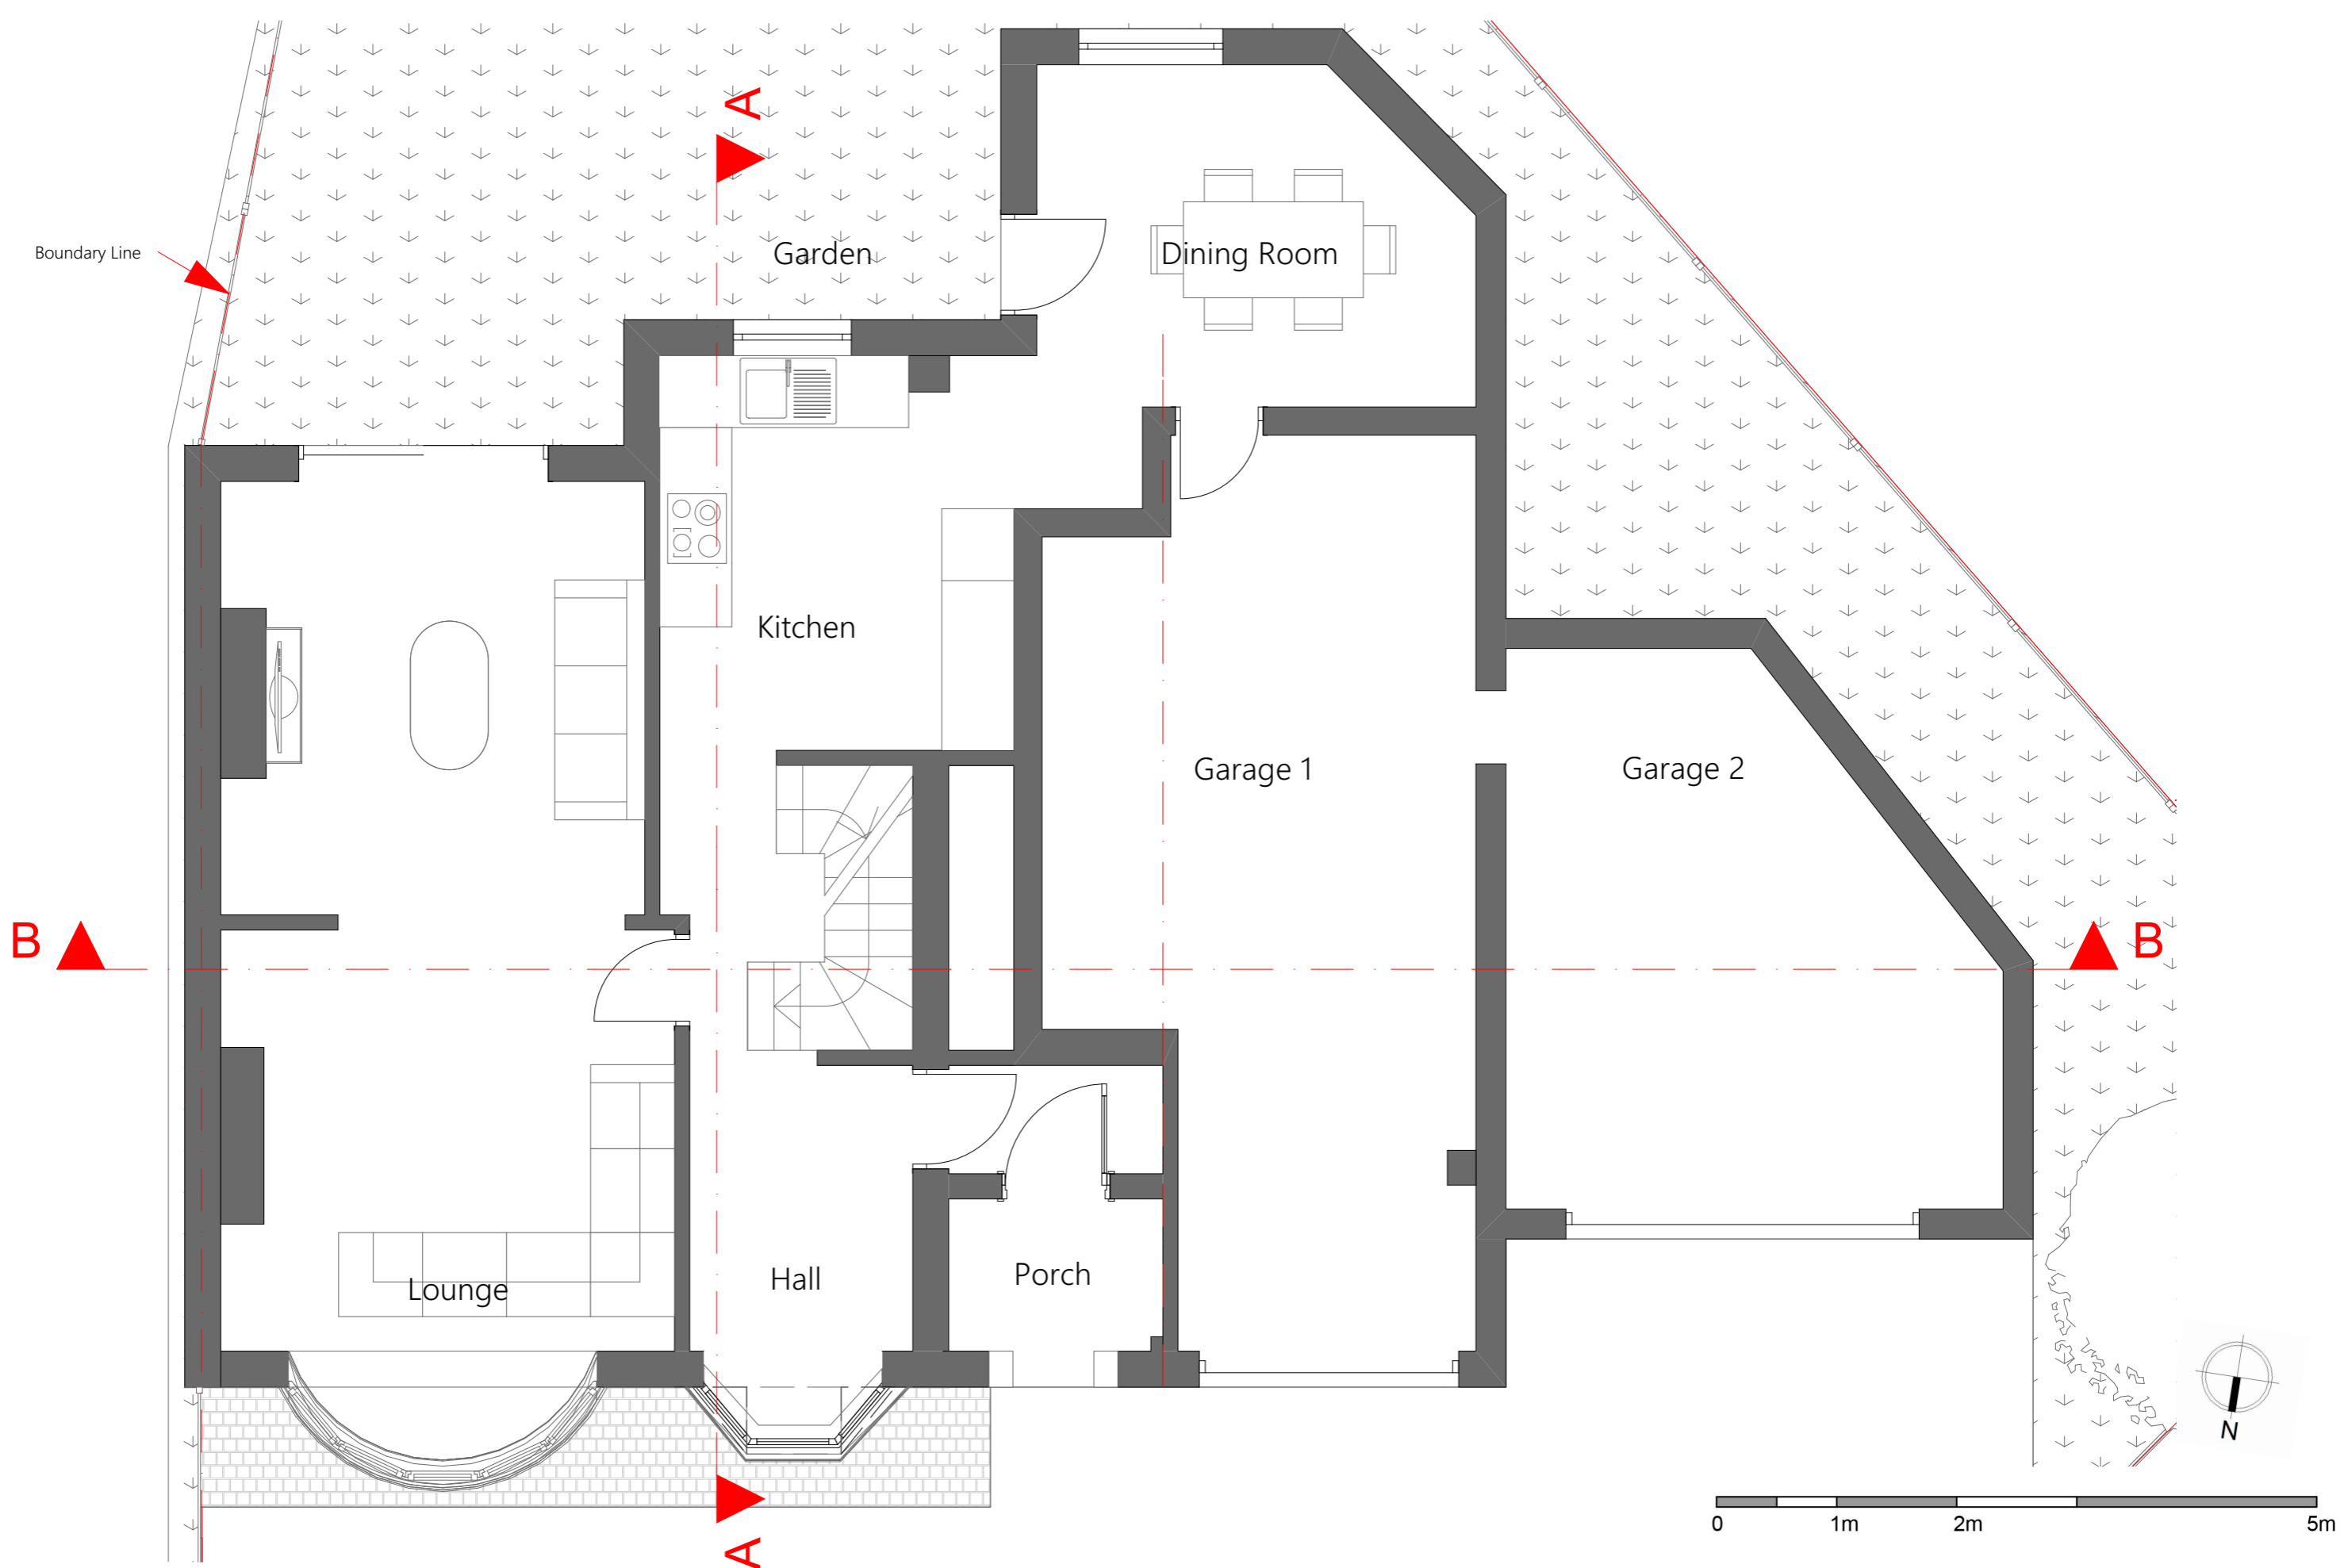 A
Garden
Dining Room
Boundary Line
Kitchen
Garage 1
Garage 2
B
B
Lounge
Hall
Porch
N
A
0
1m
2m
5m